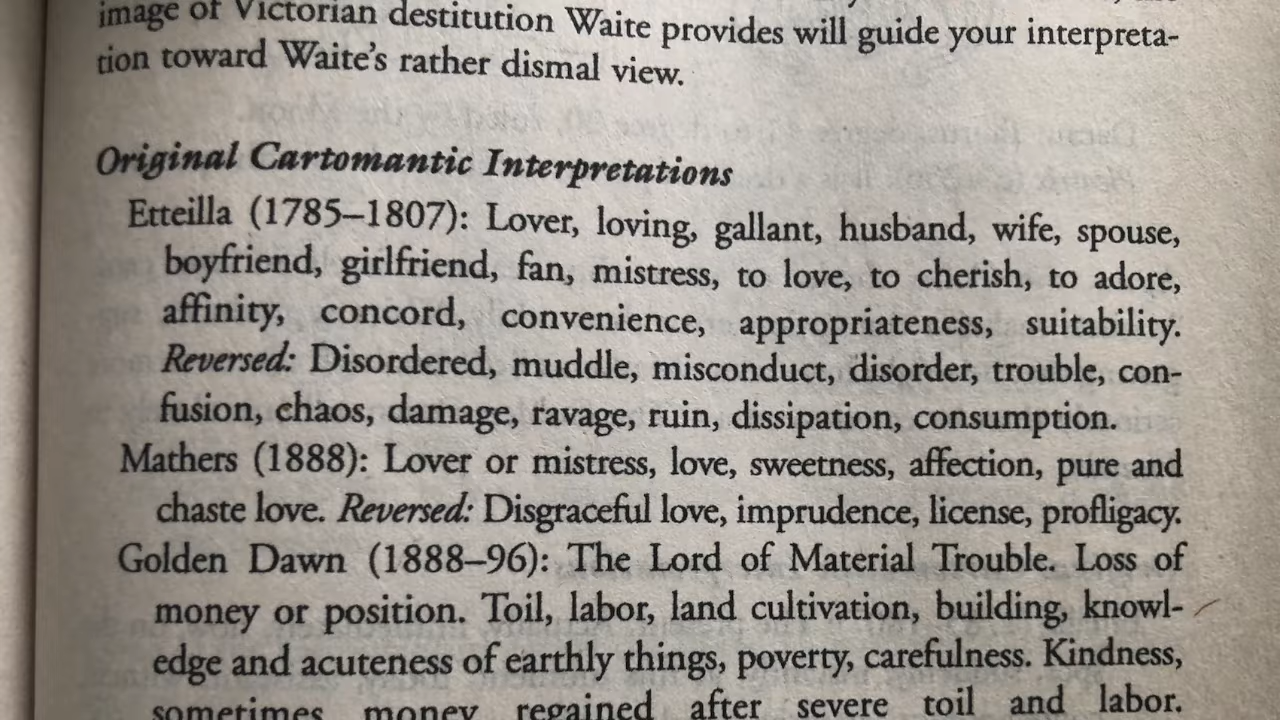 image of Victorian destitution Waite provides will guide your interpreta-
tion toward Waite's rather dismal view.
Original Cartomantic Interpretations
Etteilla (1785–1807): Lover, loving, gallant, husband, wife, spouse,
boyfriend, girlfriend, fan, mistress, to love, to cherish, to adore,
affinity, concord, convenience, appropriateness, suitability.
Reversed: Disordered, muddle, misconduct, disorder, trouble, con-
fusion, chaos, damage, ravage, ruin, dissipation, consumption.
Mathers (1888): Lover or mistress, love, sweetness, affection, pure and
chaste love. Reversed: Disgraceful love, imprudence, license, profligacy.
Golden Dawn (1888–96): The Lord of Material Trouble. Loss of
money or position. Toil, labor, land cultivation, building, knowl-
edge and acuteness of earthly things, poverty, carefulness. Kindness,
sometimes money regained after severe toil and labor.